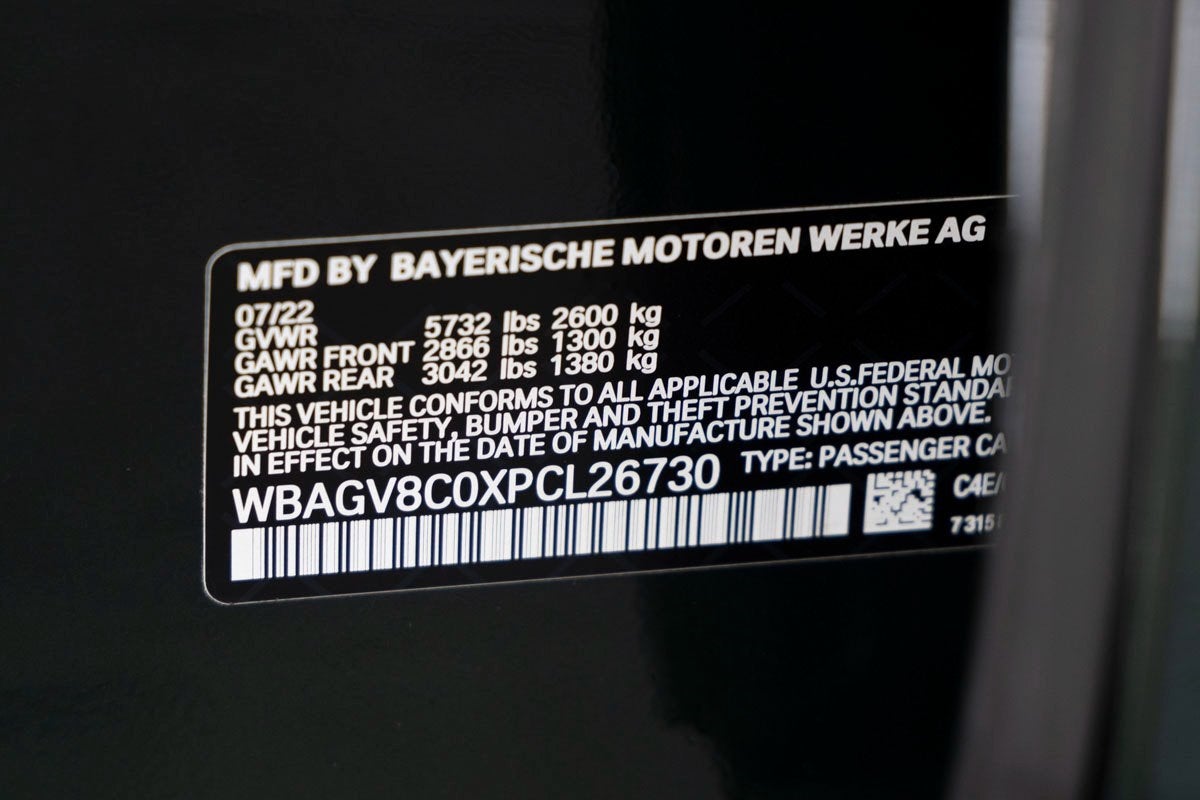 MFD BY BAYERISCHE MOTOREN WERKE AG
07/22
GVWR 5732 lbs 2600 kg
GAWR FRONT 2866 lbs 1300 kg
GAWR REAR 3042 lbs 1380 kg
THIS VEHICLE CONFORMS TO ALL APPLICABLE U.S.FEDERAL MO
VEHICLE SAFETY, BUMPER AND THEFT PREVENTION STANDA
IN EFFECT ON THE DATE OF MANUFACTURE SHOWN ABOVE.
WBAGV8C0XPCL26730 TYPE: PASSENGER CA
C4E/
7315